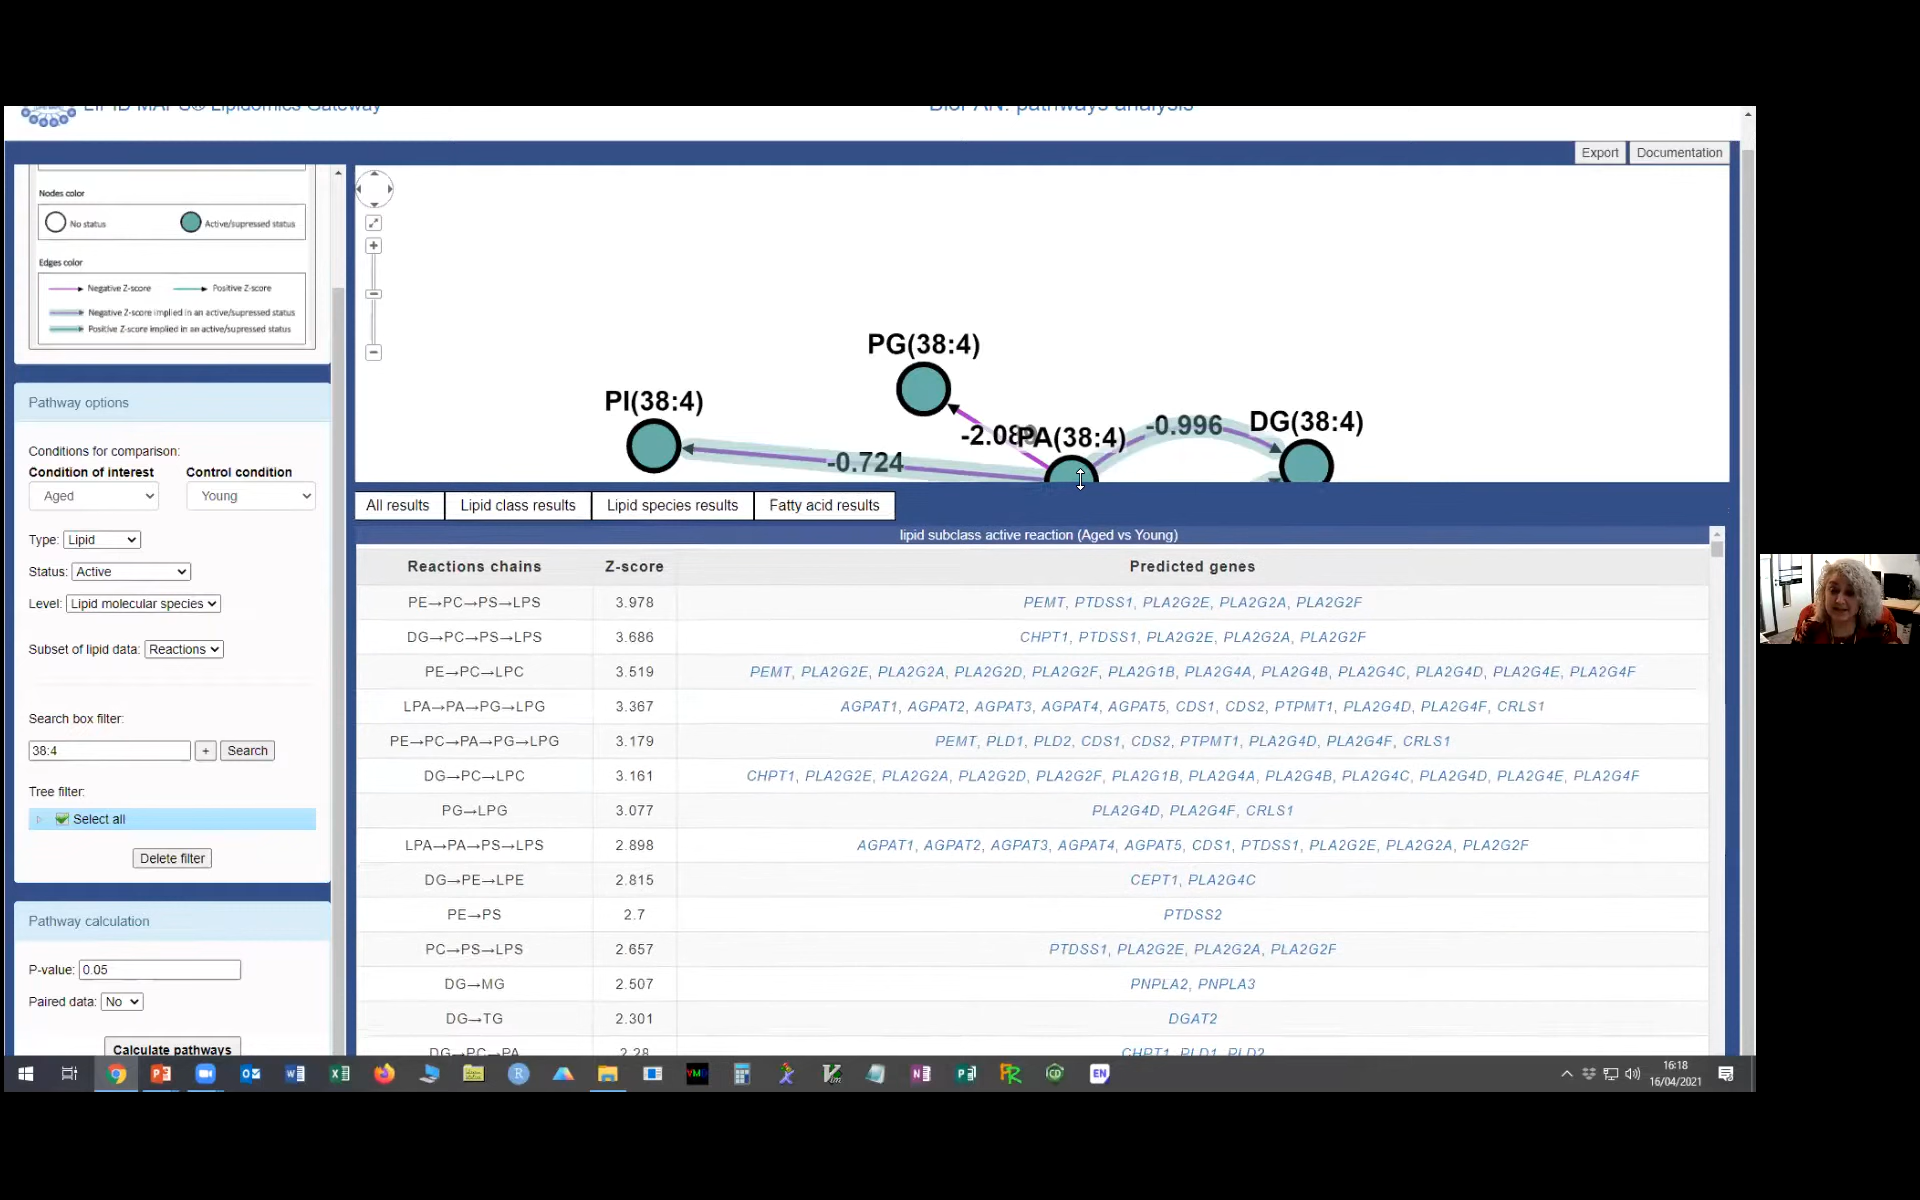 LIPID MAPS® Lipidomics Gateway
BioPAN: pathways analysis
Export
Documentation
Nodes color
No status
Active/supressed status
Edges color
Negative Z-score
Positive Z-score
Negative Z-score implied in an active/supressed status
Positive Z-score implied in an active/supressed status
Pathway options
Conditions for comparison:
Condition of interest
Control condition
Aged
Young
Type: Lipid
Status: Active
Level: Lipid molecular species
Subset of lipid data: Reactions
Search box filter:
38:4
+
Search
Tree filter:
Select all
Delete filter
Pathway calculation
P-value: 0.05
Paired data: No
Calculate pathways
PG(38:4)
PI(38:4)
PA(38:4)
DG(38:4)
-0.996
-0.724
All results
Lipid class results
Lipid species results
Fatty acid results
lipid subclass active reaction (Aged vs Young)
Reactions chains Z-score Predicted genes
PE→PC→PS→LPS 3.978 PEMT, PTDSS1, PLA2G2E, PLA2G2A, PLA2G2F
DG→PC→PS→LPS 3.686 CHPT1, PTDSS1, PLA2G2E, PLA2G2A, PLA2G2F
PE→PC→LPC 3.519 PEMT, PLA2G2E, PLA2G2A, PLA2G2D, PLA2G2F, PLA2G1B, PLA2G4A, PLA2G4B, PLA2G4C, PLA2G4D, PLA2G4E, PLA2G4F
LPA→PA→PG→LPG 3.367 AGPAT1, AGPAT2, AGPAT3, AGPAT4, AGPAT5, CDS1, CDS2, PTPMT1, PLA2G4D, PLA2G4F, CRLS1
PE→PC→PA→PG→LPG 3.179 PEMT, PLD1, PLD2, CDS1, CDS2, PTPMT1, PLA2G4D, PLA2G4F, CRLS1
DG→PC→LPC 3.161 CHPT1, PLA2G2E, PLA2G2A, PLA2G2D, PLA2G2F, PLA2G1B, PLA2G4A, PLA2G4B, PLA2G4C, PLA2G4D, PLA2G4E, PLA2G4F
PG→LPG 3.077 PLA2G4D, PLA2G4F, CRLS1
LPA→PA→PS→LPS 2.898 AGPAT1, AGPAT2, AGPAT3, AGPAT4, AGPAT5, CDS1, PTDSS1, PLA2G2E, PLA2G2A, PLA2G2F
DG→PE→LPE 2.815 CEPT1, PLA2G4C
PE→PS 2.7 PTDSS2
PC→PS→LPS 2.657 PTDSS1, PLA2G2E, PLA2G2A, PLA2G2F
DG→MG 2.507 PNPLA2, PNPLA3
DG→TG 2.301 DGAT2
DG→PC→PA 2.28 CHPT1, PLD1, PLD2
16:18
16/04/2021
EN